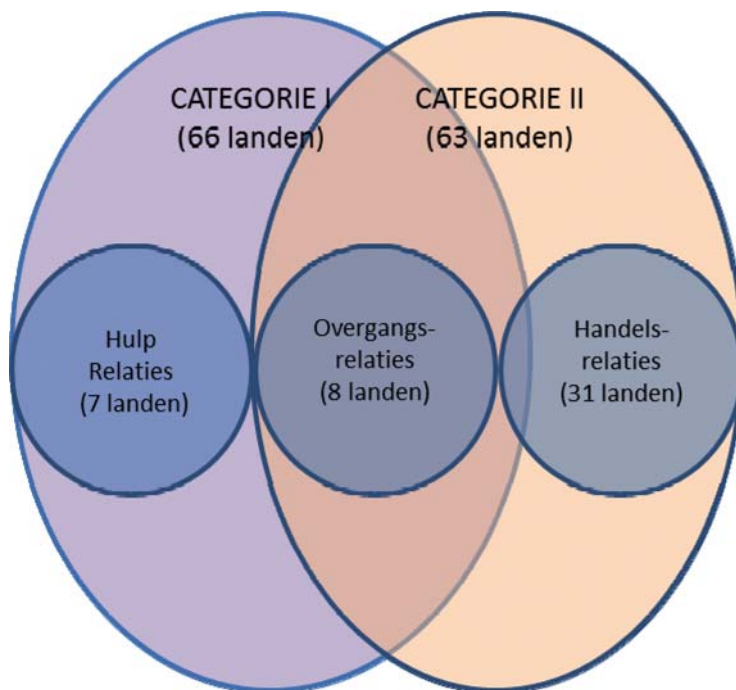 CATEGORIE I
(66 landen)
CATEGORIE II
(63 landen)
Hulp
Relaties
(7 landen)
Overgangs-
relaties
(8 landen)
Handels-
relaties
(31 landen)